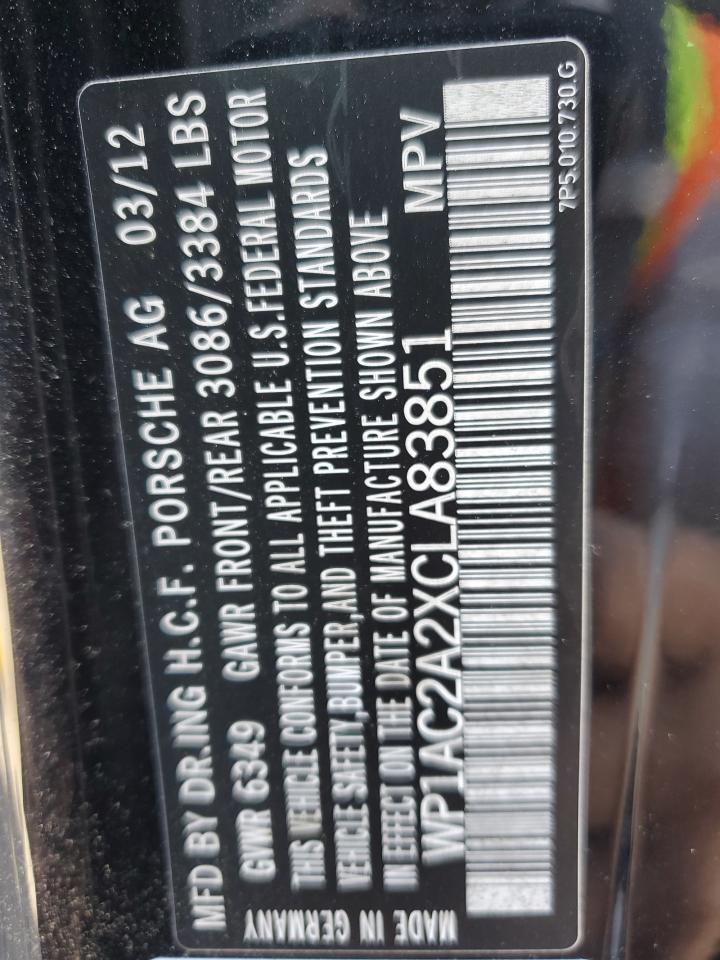 MFD BY DR.ING H.C.F. PORSCHE AG 03/12
GVWR 6349 GAWR FRONT/REAR 3086/3384 LBS
THIS VEHICLE CONFORMS TO ALL APPLICABLE U.S.FEDERAL MOTOR
VEHICLE SAFETY,BUMPER,AND THEFT PREVENTION STANDARDS
IN EFFECT ON THE DATE OF MANUFACTURE SHOWN ABOVE
WP1AC2A2XCLA83851 MPV
MADE IN GERMANY
7P5.010.730.G